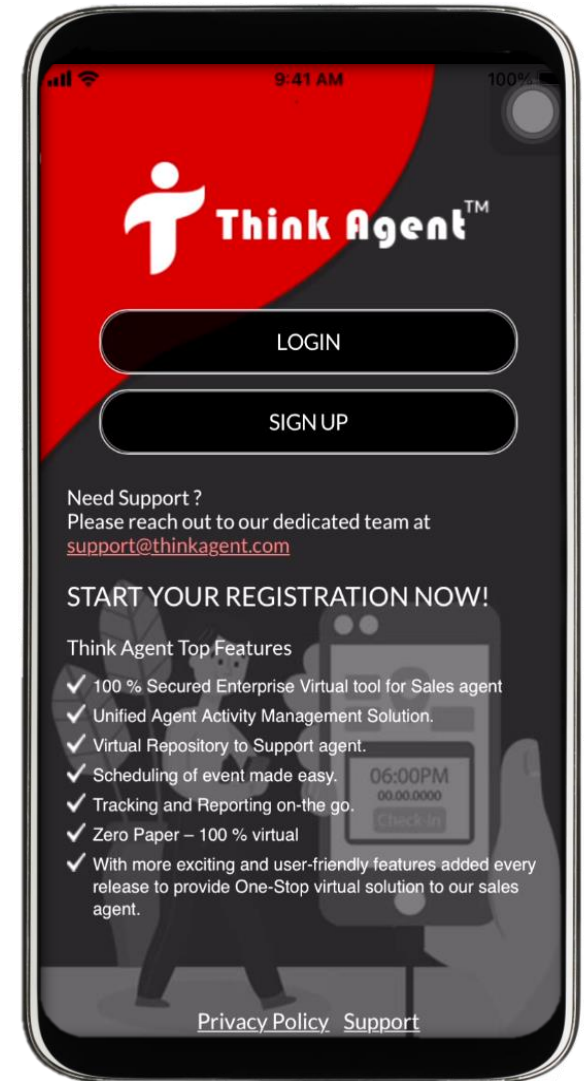 9:41 AM
100%
Think Agent™
LOGIN
SIGN UP
Need Support ?
Please reach out to our dedicated team at
support@thinkagent.com
START YOUR REGISTRATION NOW!
Think Agent Top Features
100 % Secured Enterprise Virtual tool for Sales agent
Unified Agent Activity Management Solution.
Virtual Repository to Support agent.
Scheduling of event made easy.
Tracking and Reporting on-the go.
Zero Paper – 100 % virtual
With more exciting and user-friendly features added every
release to provide One-Stop virtual solution to our sales
agent.
06:00PM
00.00.0000
Check-In
Privacy Policy Support